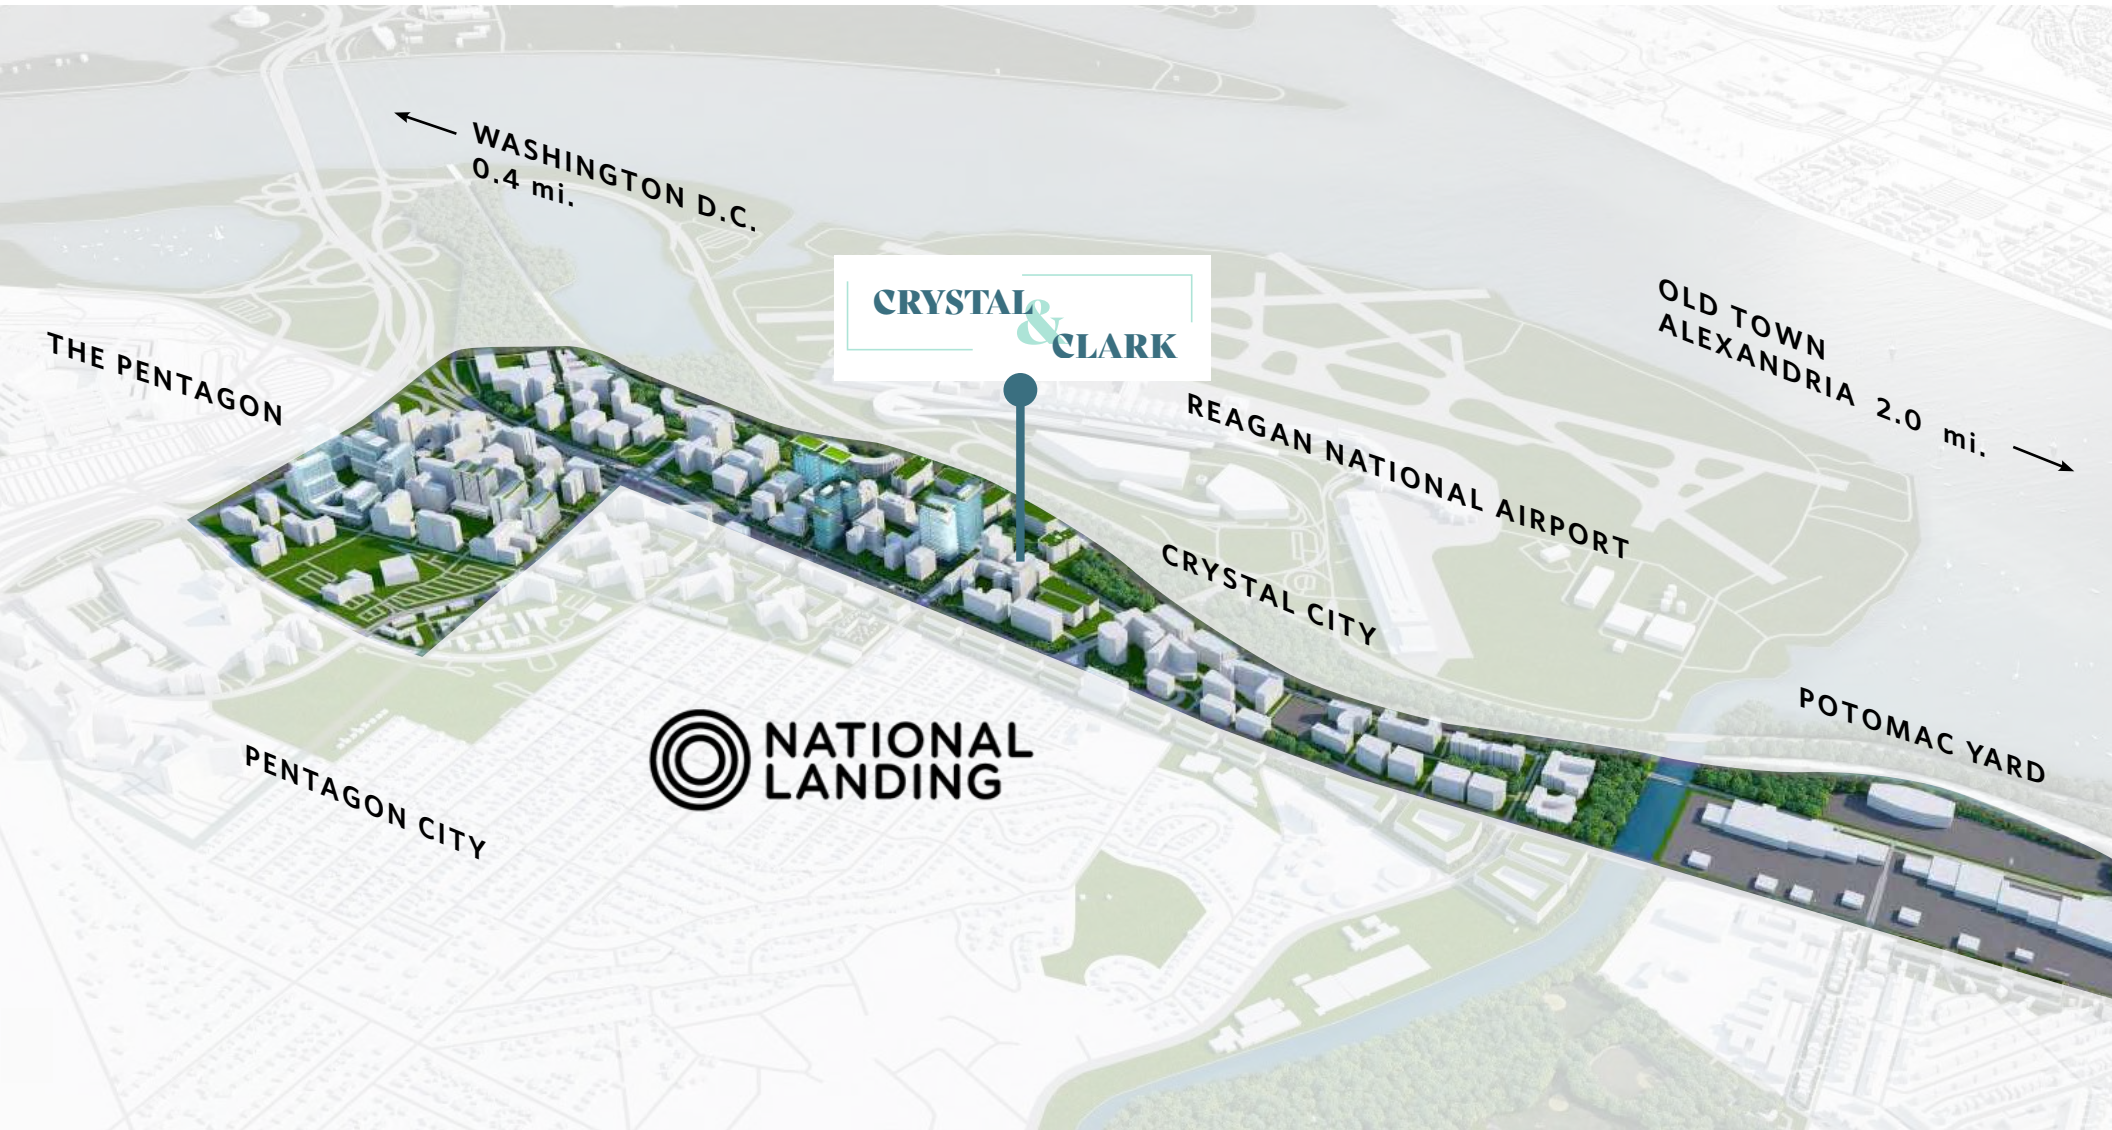 WASHINGTON D.C.
0.4 mi.
CRYSTAL
&
CLARK
OLD TOWN
ALEXANDRIA 2.0 mi.
THE PENTAGON
REAGAN NATIONAL AIRPORT
CRYSTAL CITY
POTOMAC YARD
NATIONAL
LANDING
PENTAGON CITY